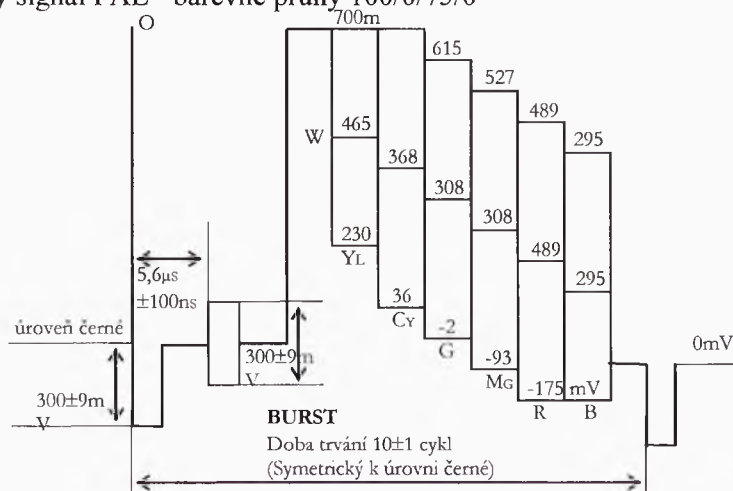 signál PAL - barevné pruhy 100/0/75/0
O
700m
615
527
465
489
W
368
295
308
308
230
489
YL
5,6µs
±100ns
36
295
CY
úroveň černé
-2
G
0mV
300±9m
V
-93
MG
-175 mV
R
B
300±9m
V
BURST
Doba trvání 10±1 cykl
(Symetrický k úrovni černé)